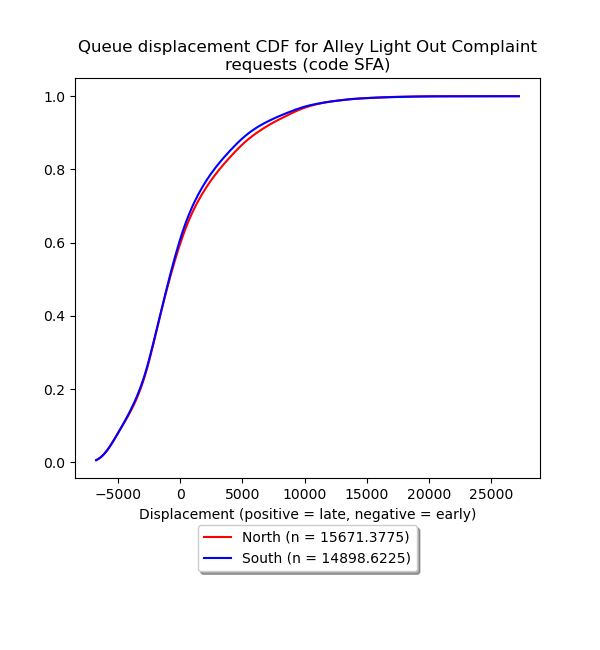 Queue displacement CDF for Alley Light Out Complaint
requests (code SFA)
1.0
0.8
0.6
0.4
0.2
0.0
−5000 0 5000 10000 15000 20000 25000
Displacement (positive = late, negative = early)
North (n = 15671.3775)
South (n = 14898.6225)